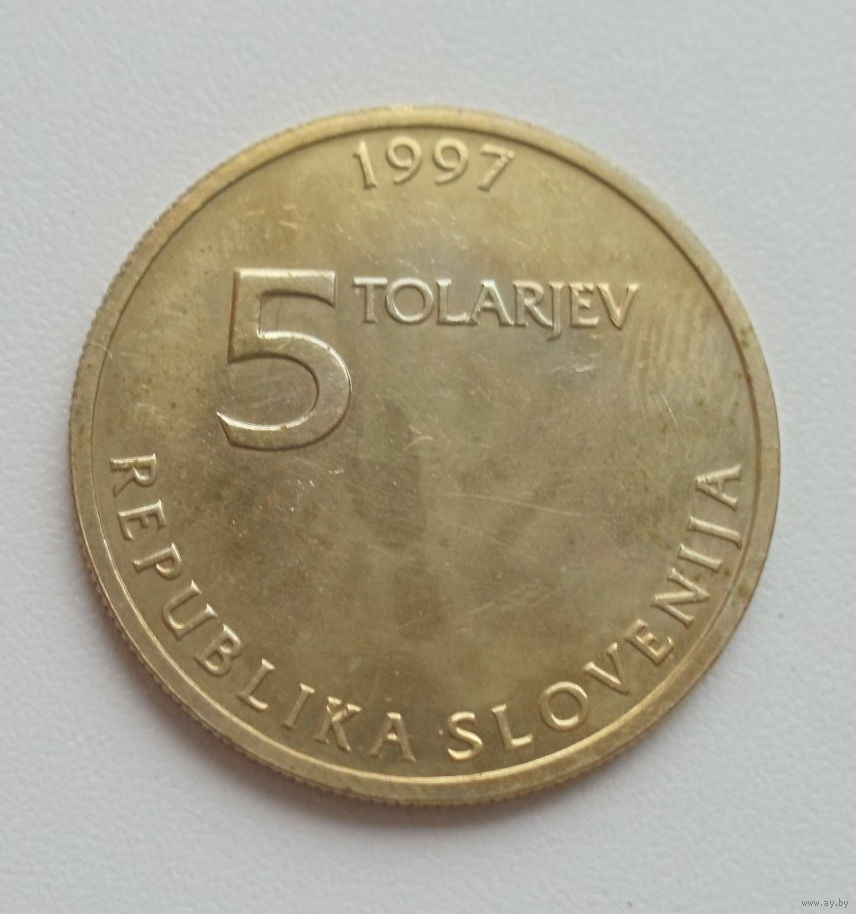 1997
5 TOLARJEV
REPUBLIKA SLOVENIJA
www.ay.by